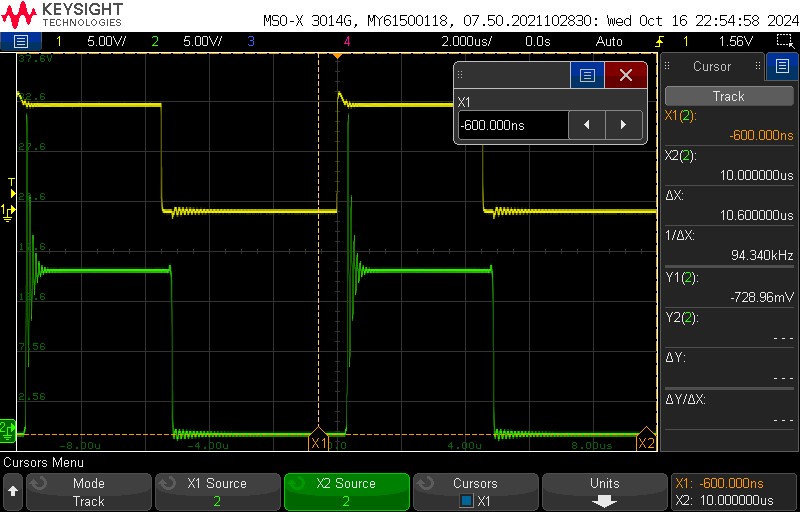 KEYSIGHT
TECHNOLOGIES
MSO-X 3014G, MY61500118, 07.50.2021102830: Wed Oct 16 22:54:58 2024
1 5.00V/ 2 5.00V/ 3 4 2.000us/ 0.0s Auto 1 1.56V
37.6V
32.6
27.6
22.6
12.6
7.56
2.56
-8.00u -4.00u 4.00u 8.00u
T
1
2
X1 X2
X1
-600.000ns
Cursor
Track
X1(2):
-600.000ns
X2(2):
10.000000us
ΔX:
10.600000us
1/ΔX:
94.340kHz
Y1(2):
-728.96mV
Y2(2):
- - -
ΔY:
- - -
ΔY/ΔX:
- - -
Cursors Menu
Mode
Track
X1 Source
2
X2 Source
2
Cursors
X1
Units
X1: -600.000ns
X2: 10.000000us